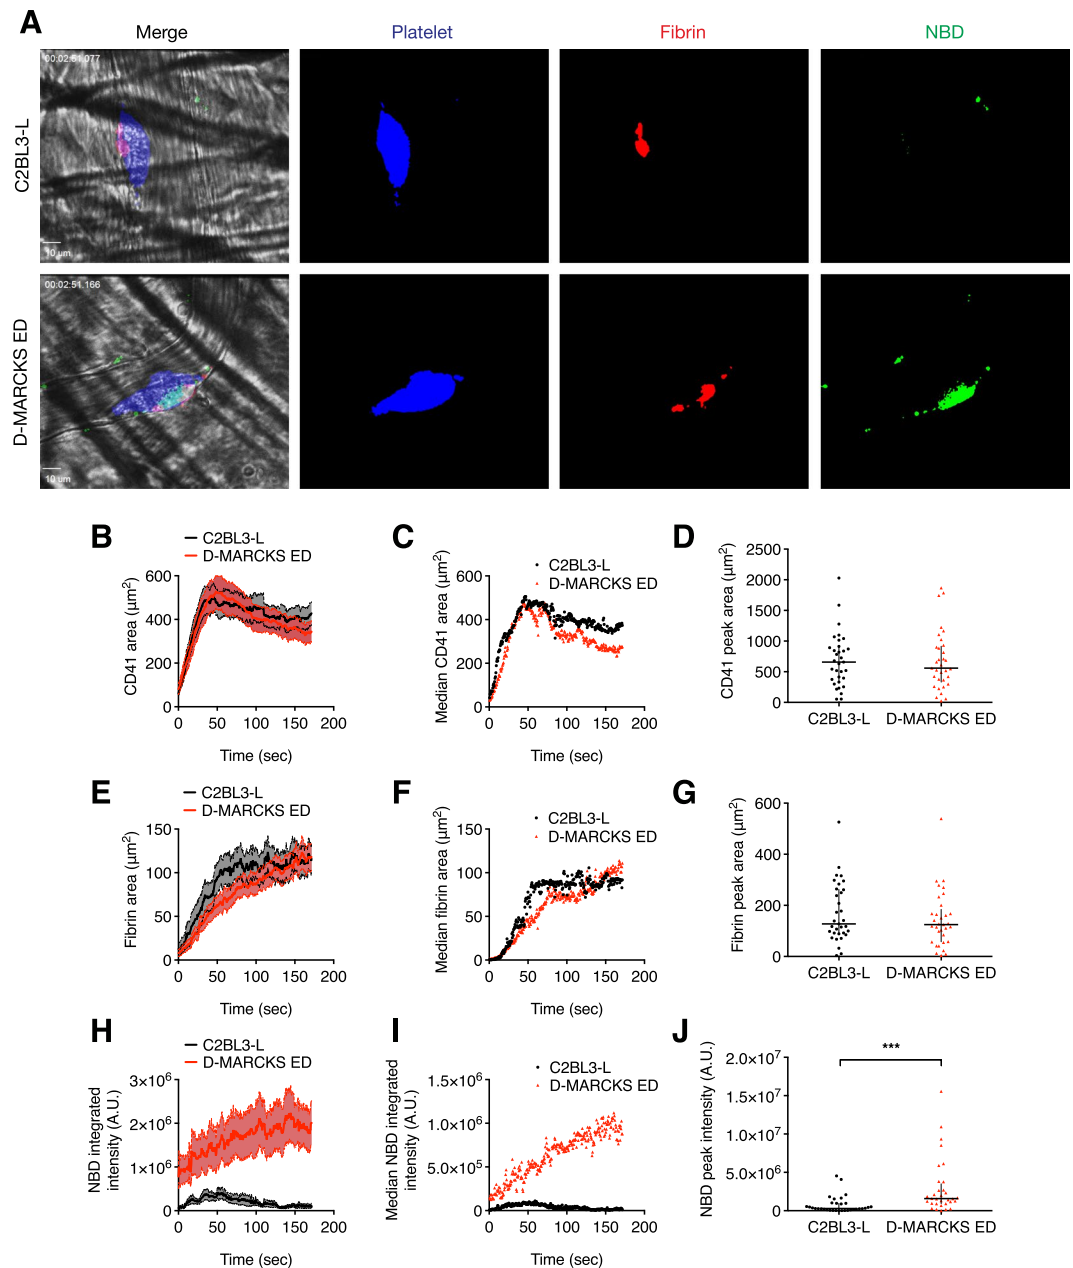 A
Merge Platelet Fibrin NBD
C2BL3-L
00:02:51.077
10 µm
D-MARCKS ED
00:02:51.166
10 µm
B
C2BL3-L
D-MARCKS ED
CD41 area (µm²)
600
400
200
0
0 50 100 150 200
Time (sec)
C
C2BL3-L
D-MARCKS ED
Median CD41 area (µm²)
600
400
200
0
0 50 100 150 200
Time (sec)
D
CD41 peak area (µm²)
2500
2000
1500
1000
500
0
C2BL3-L D-MARCKS ED
E
C2BL3-L
D-MARCKS ED
Fibrin area (µm²)
150
100
50
0
0 50 100 150 200
Time (sec)
F
C2BL3-L
D-MARCKS ED
Median fibrin area (µm²)
150
100
50
0
0 50 100 150 200
Time (sec)
G
Fibrin peak area (µm²)
600
400
200
0
C2BL3-L D-MARCKS ED
H
C2BL3-L
D-MARCKS ED
NBD integrated
intensity (A.U.)
3×10⁶
2×10⁶
1×10⁶
0
0 50 100 150 200
Time (sec)
I
C2BL3-L
D-MARCKS ED
Median NBD integrated
intensity (A.U.)
1.5×10⁶
1.0×10⁶
5.0×10⁵
0
0 50 100 150 200
Time (sec)
J
NBD peak intensity (A.U.)
2.0×10⁷
1.5×10⁷
1.0×10⁷
5.0×10⁶
0
***
C2BL3-L D-MARCKS ED